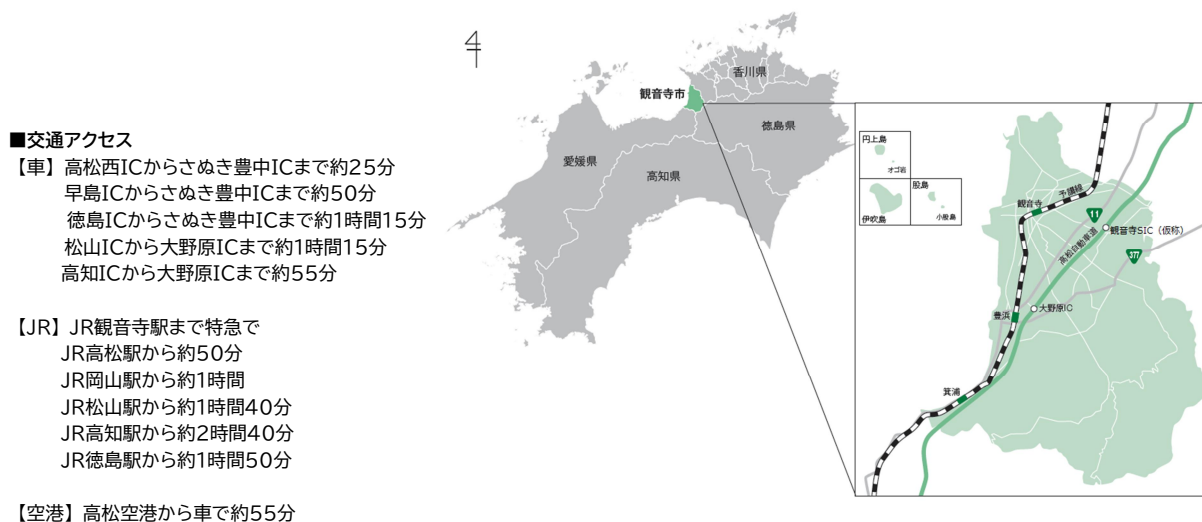 ■交通アクセス
【車】高松西ICからさぬき豊中ICまで約25分
早島ICからさぬき豊中ICまで約50分
徳島ICからさぬき豊中ICまで約1時間15分
松山ICから大野原ICまで約1時間15分
高知ICから大野原ICまで約55分
【JR】JR観音寺駅まで特急で
JR高松駅から約50分
JR岡山駅から約1時間
JR松山駅から約1時間40分
JR高知駅から約2時間40分
JR徳島駅から約1時間50分
【空港】高松空港から車で約55分
香川県
観音寺市
徳島県
愛媛県
高知県
円上島
オゴ岩
股島
伊吹島
小股島
予讃線
観音寺
11
観音寺SIC（仮称）
高松自動車道
377
大野原IC
豊浜
箕浦